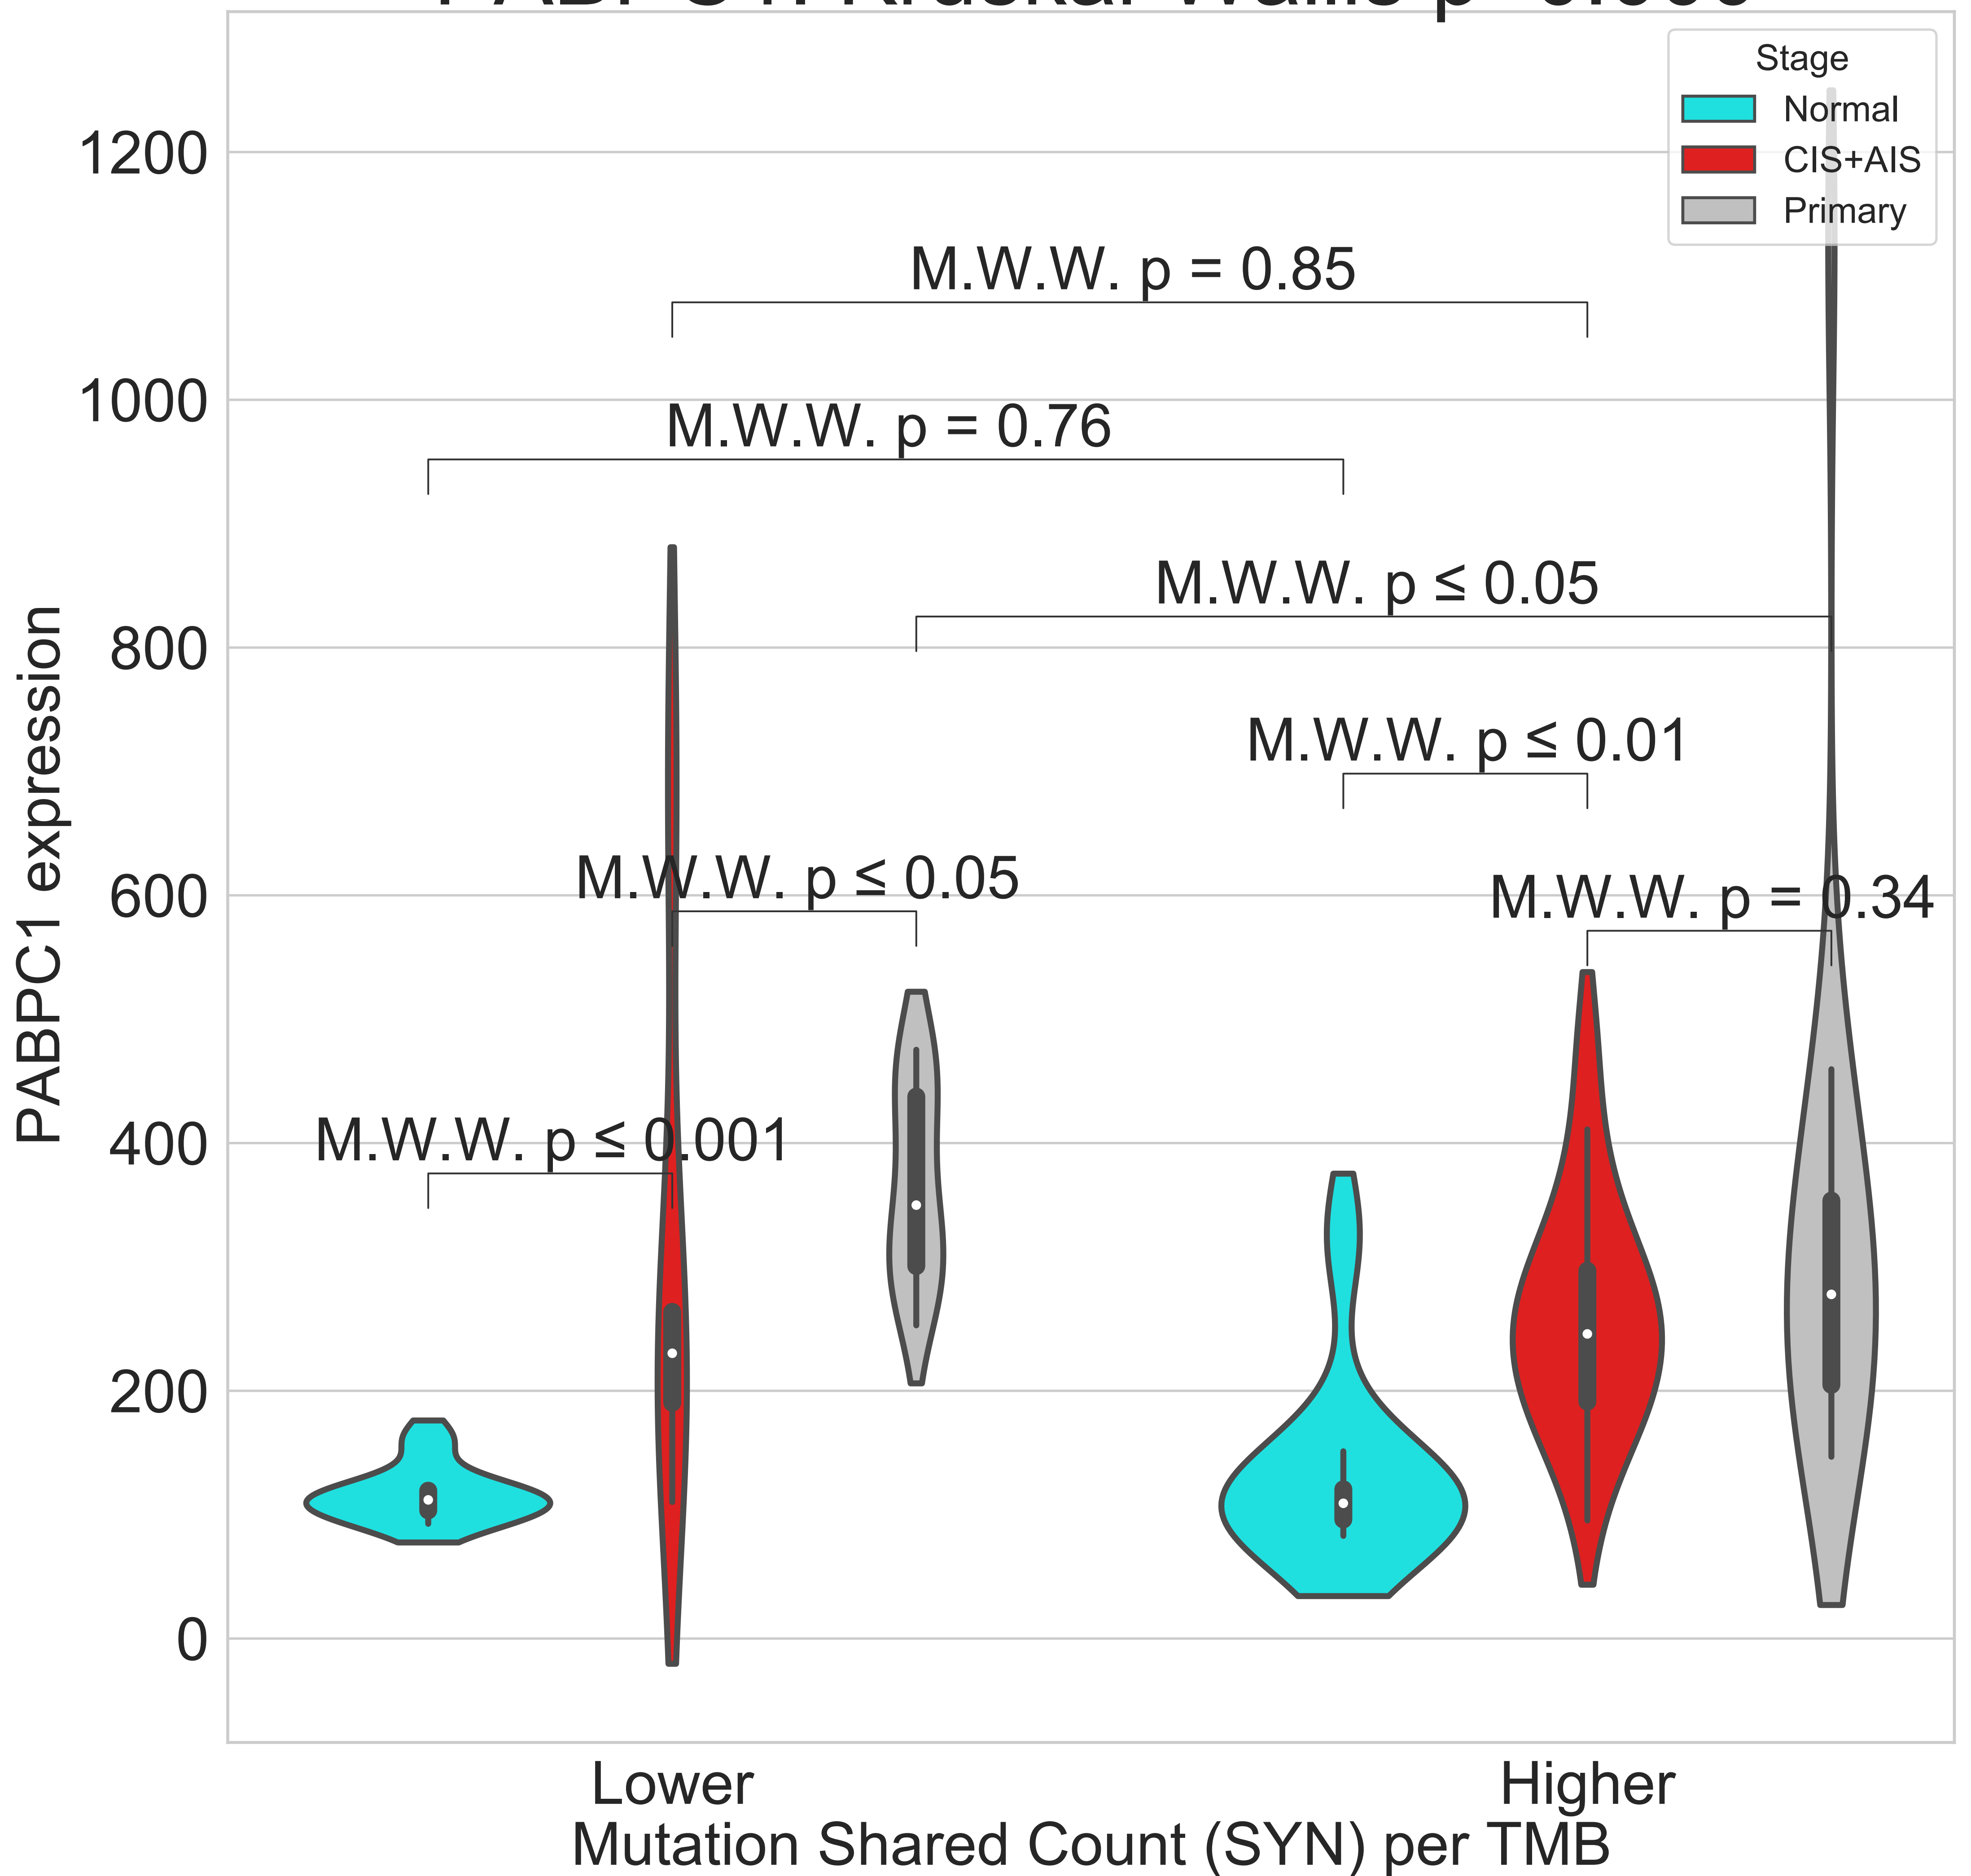 Stage
Normal
CIS+AIS
Primary
1200
1000
800
600
400
200
0
PABPC1 expression
M.W.W. p = 0.85
M.W.W. p = 0.76
M.W.W. p ≤ 0.05
M.W.W. p ≤ 0.01
M.W.W. p ≤ 0.05
M.W.W. p = 0.34
M.W.W. p ≤ 0.001
Lower
Higher
Mutation Shared Count (SYN) per TMB